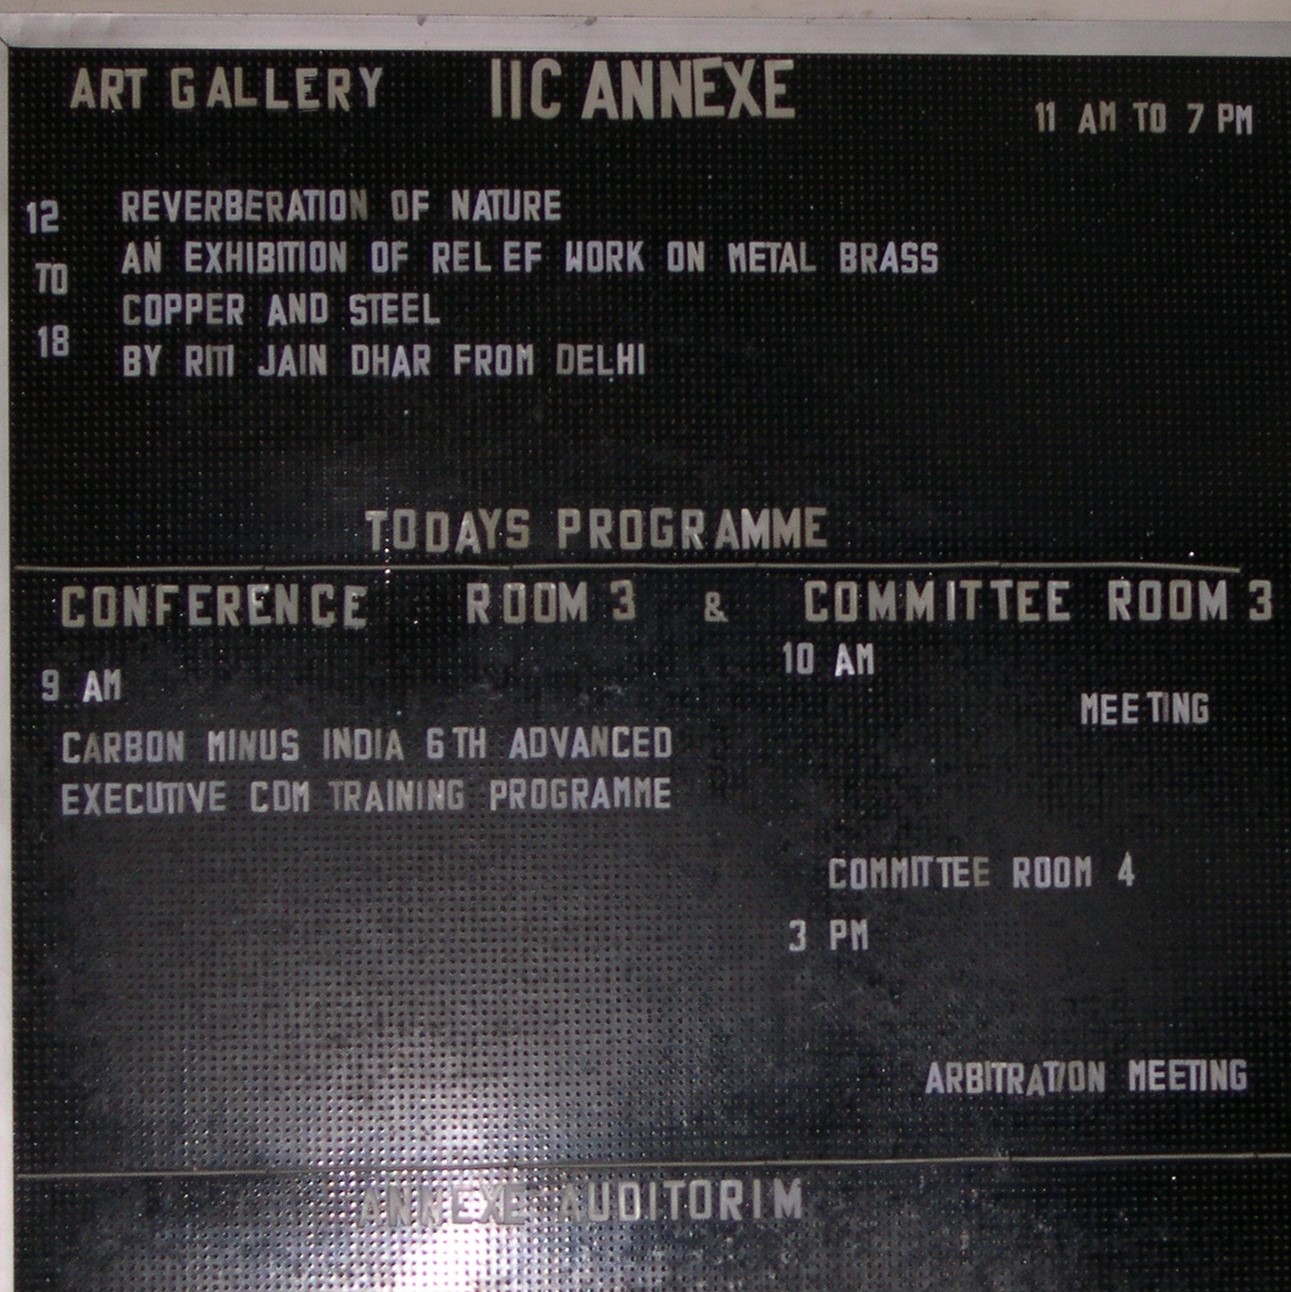 ART GALLERY IIC ANNEXE 11 AM TO 7 PM
12 REVERBERATION OF NATURE
TO AN EXHIBITION OF RELEF WORK ON METAL BRASS
COPPER AND STEEL
18 BY RITI JAIN DHAR FROM DELHI
TODAYS PROGRAMME
CONFERENCE ROOM 3 & COMMITTEE ROOM 3
9 AM
CARBON MINUS INDIA 6TH ADVANCED
EXECUTIVE CDM TRAINING PROGRAMME
10 AM
MEETING
COMMITTEE ROOM 4
3 PM
ARBITRATION MEETING
ANNEXE AUDITORIM